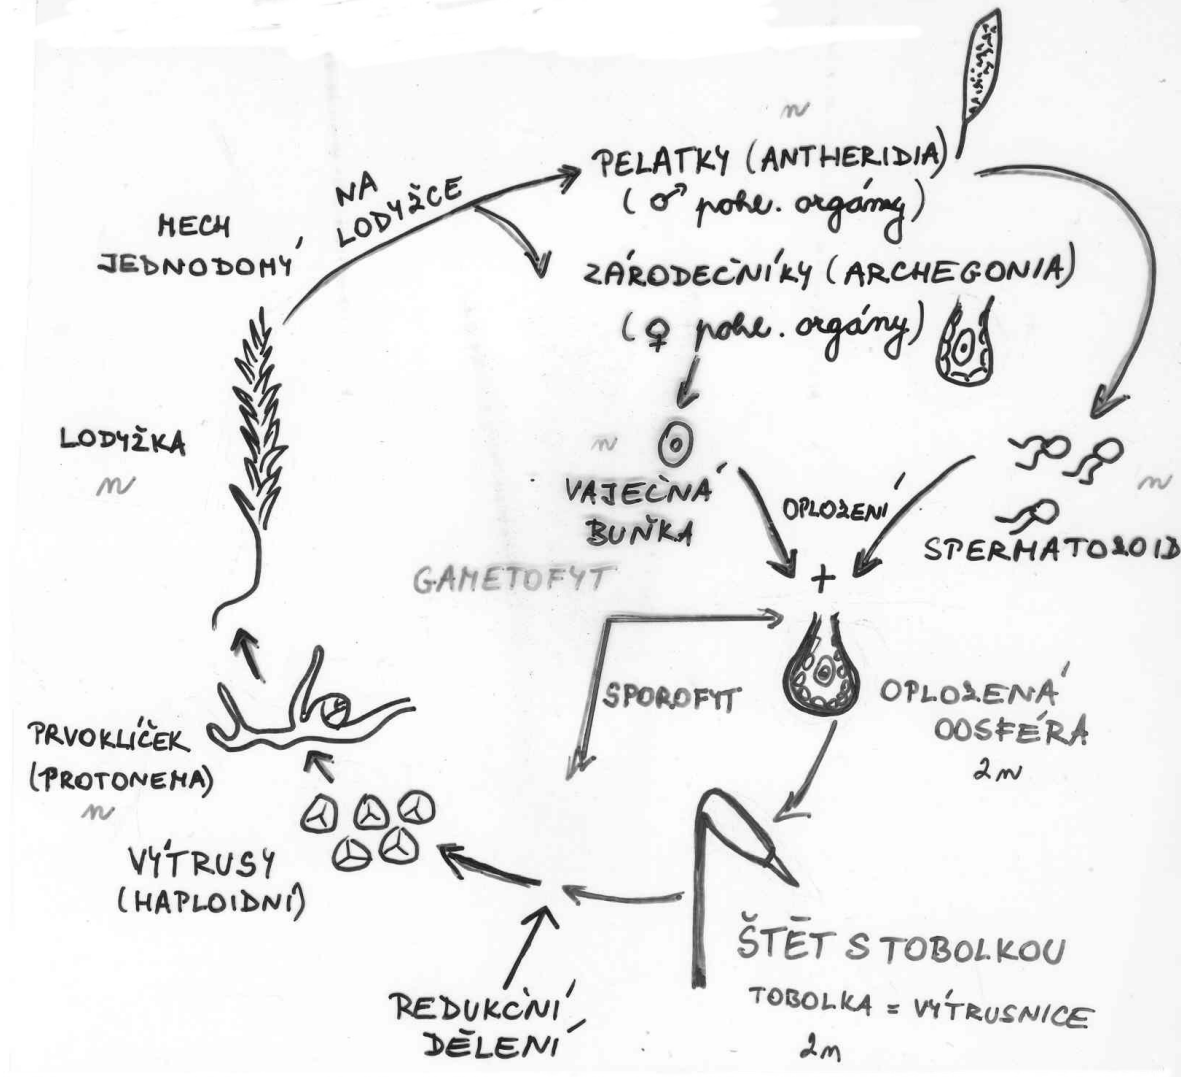 n
PELATKY (ANTHERIDIA)
(♂ pohl. orgány)
NA
LODYŽCE
MECH
JEDNODOMÝ
ZÁRODEČNÍKY (ARCHEGONIA)
(♀ pohl. orgány)
LODYŽKA
n
n
VAJEČNÁ
BUŇKA
OPLOZENÍ
n
SPERMATOZOID
+
GAMETOFYT
SPOROFYT
OPLOZENÁ
OOSFÉRA
2n
PRVOKLÍČEK
(PROTONEMA)
n
VÝTRUSY
(HAPLOIDNÍ)
ŠTĚT S TOBOLKOU
TOBOLKA = VÝTRUSNICE
2n
REDUKČNÍ
DĚLENÍ